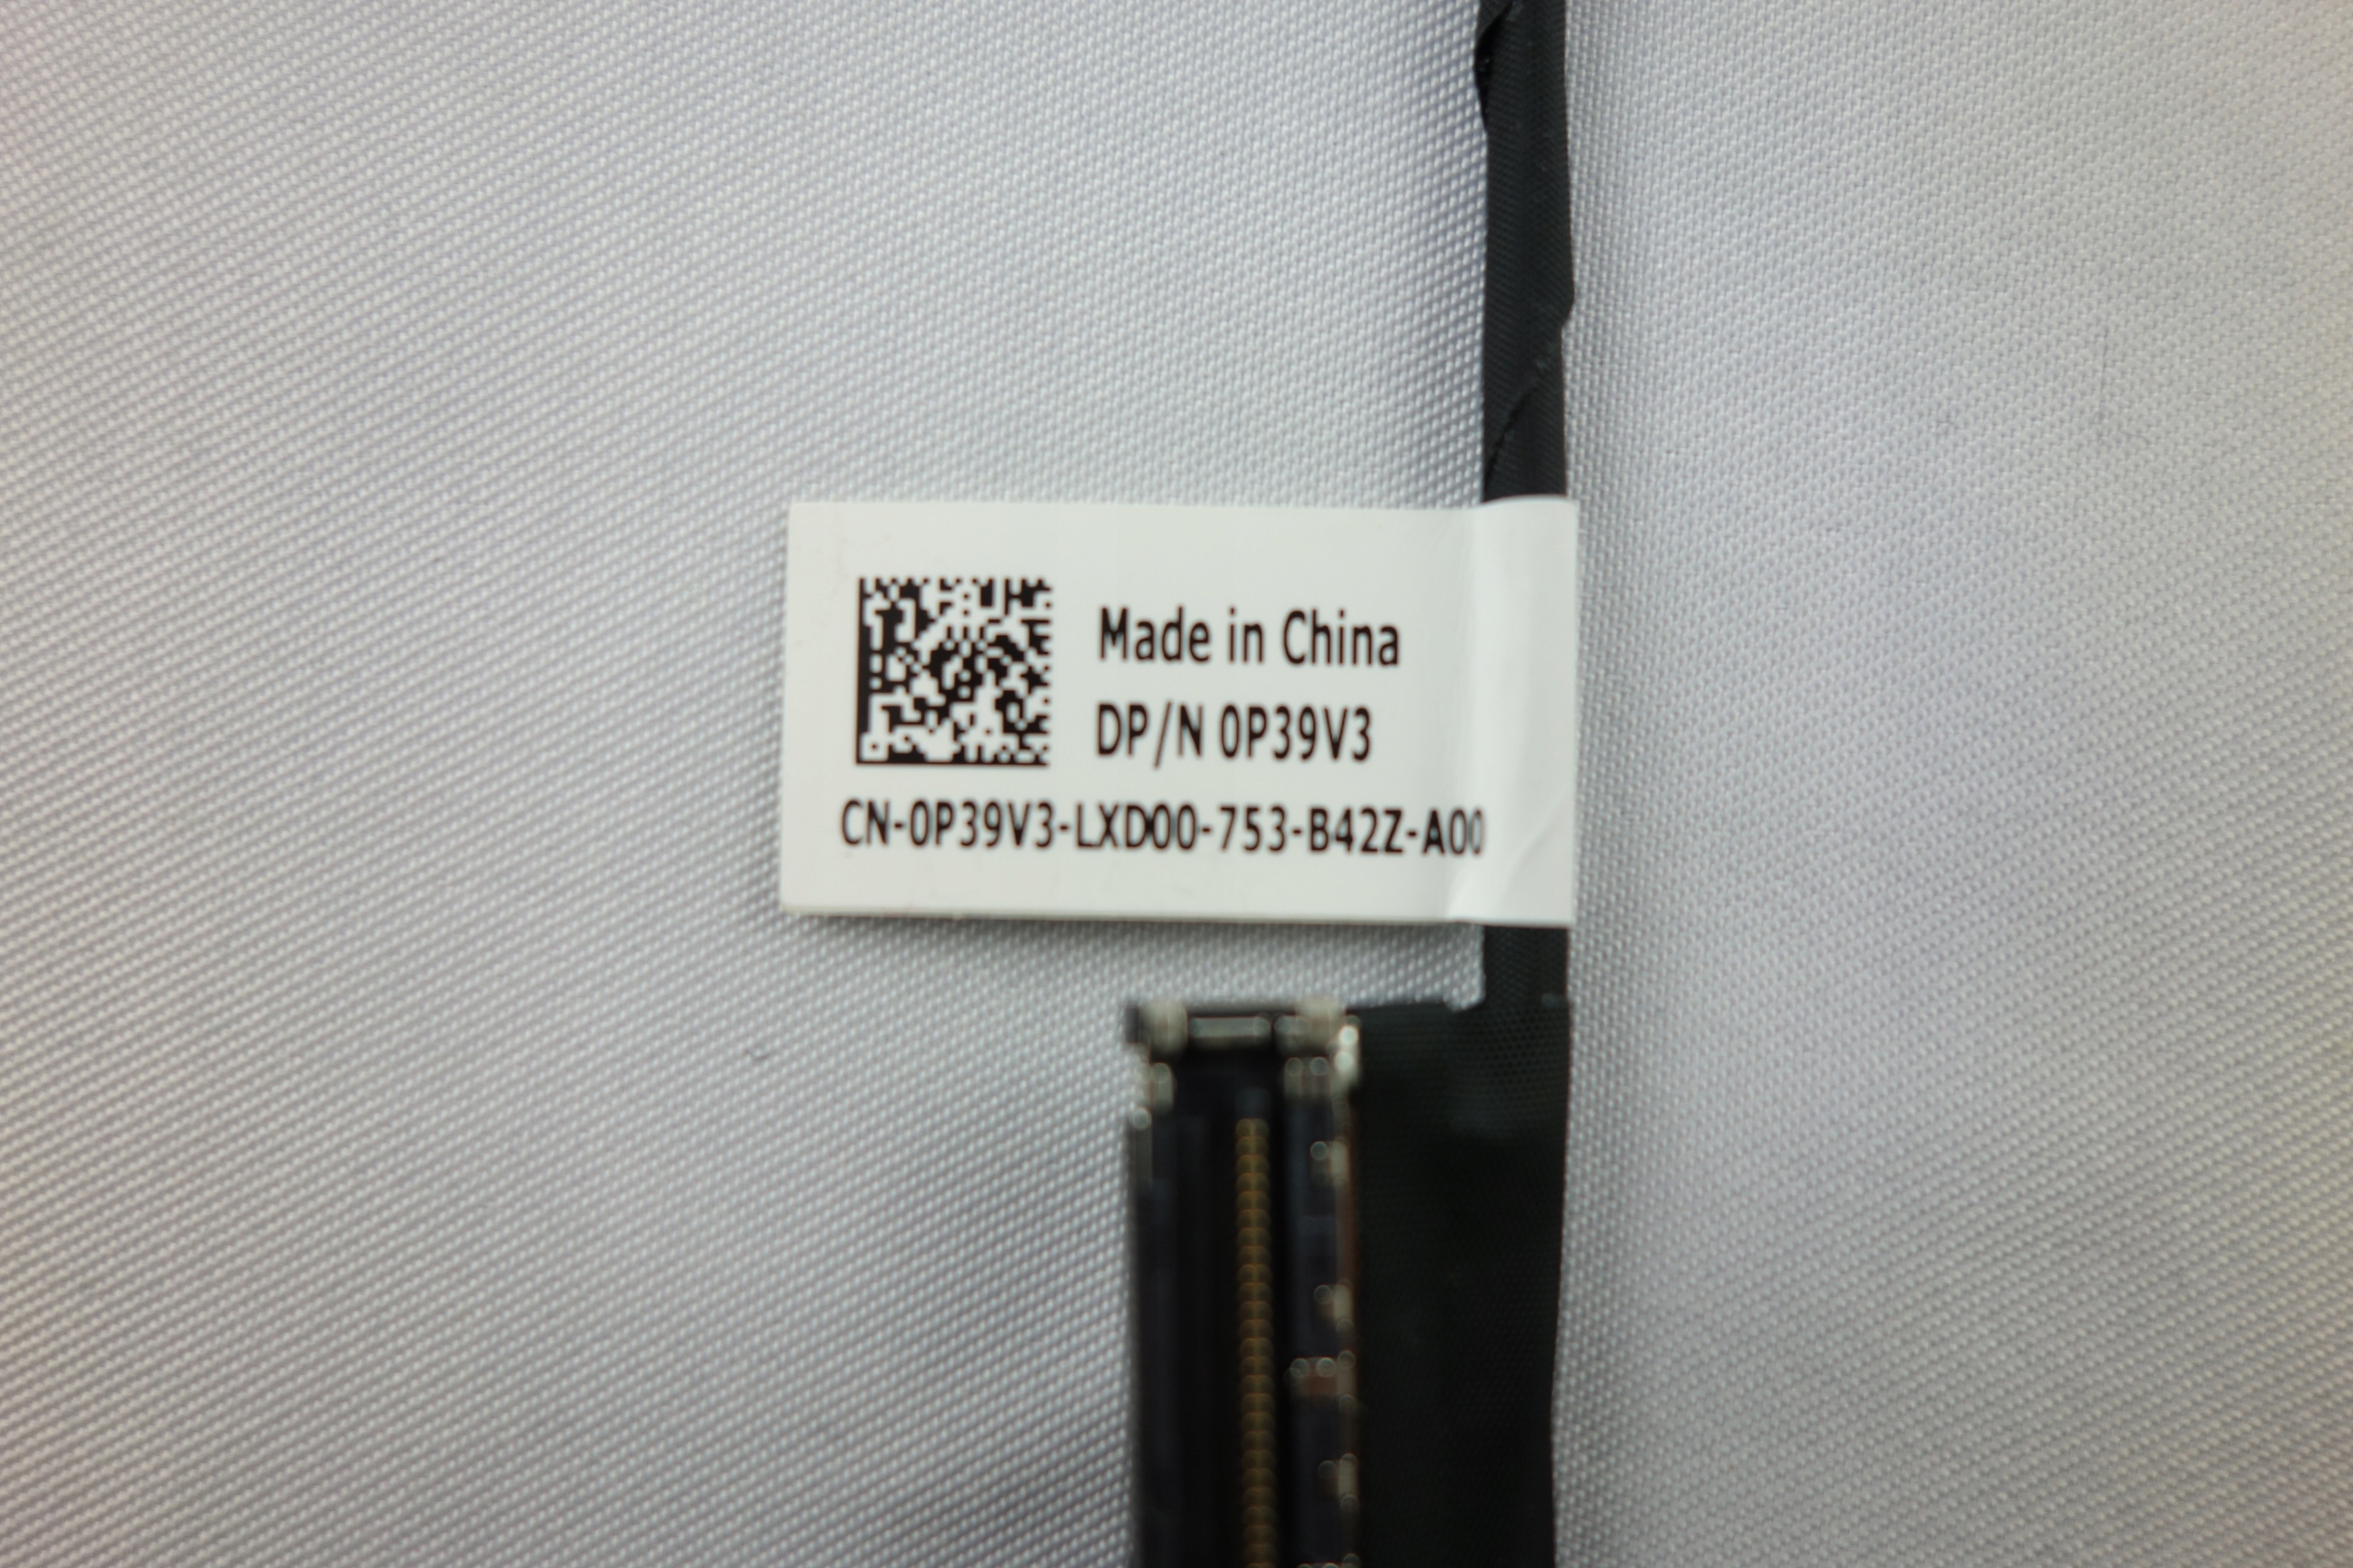 Made in China
DP/N 0P39V3
CN-0P39V3-LXD00-753-B42Z-A00